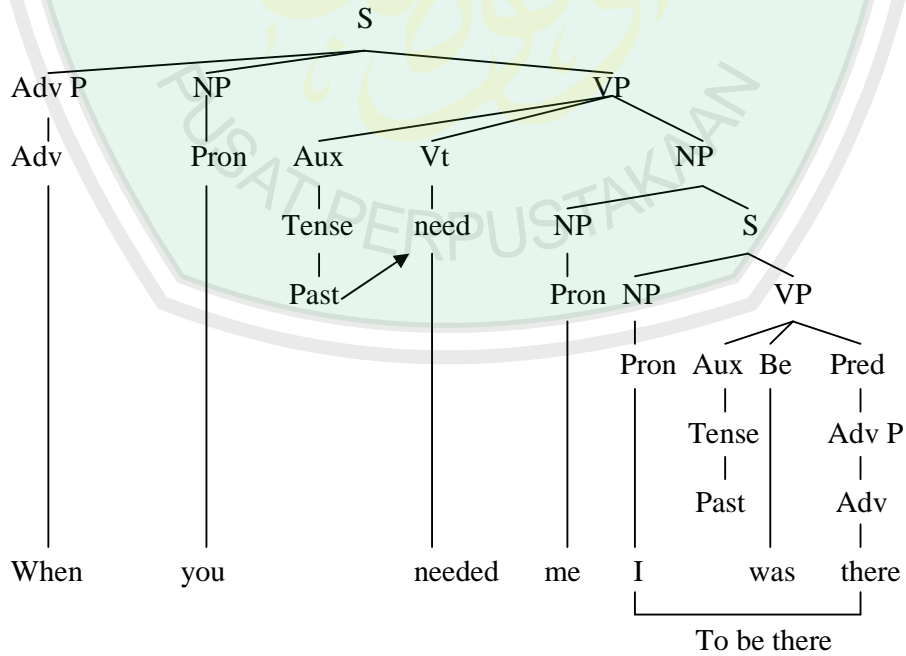 S
Adv P NP VP
Adv Pron Aux Vt NP
Tense need NP S
Past Pron NP VP
Pron Aux Be Pred
Tense Adv P
Past Adv
When you needed me I was there
To be there
PUSAT PERPUSTAKAAN